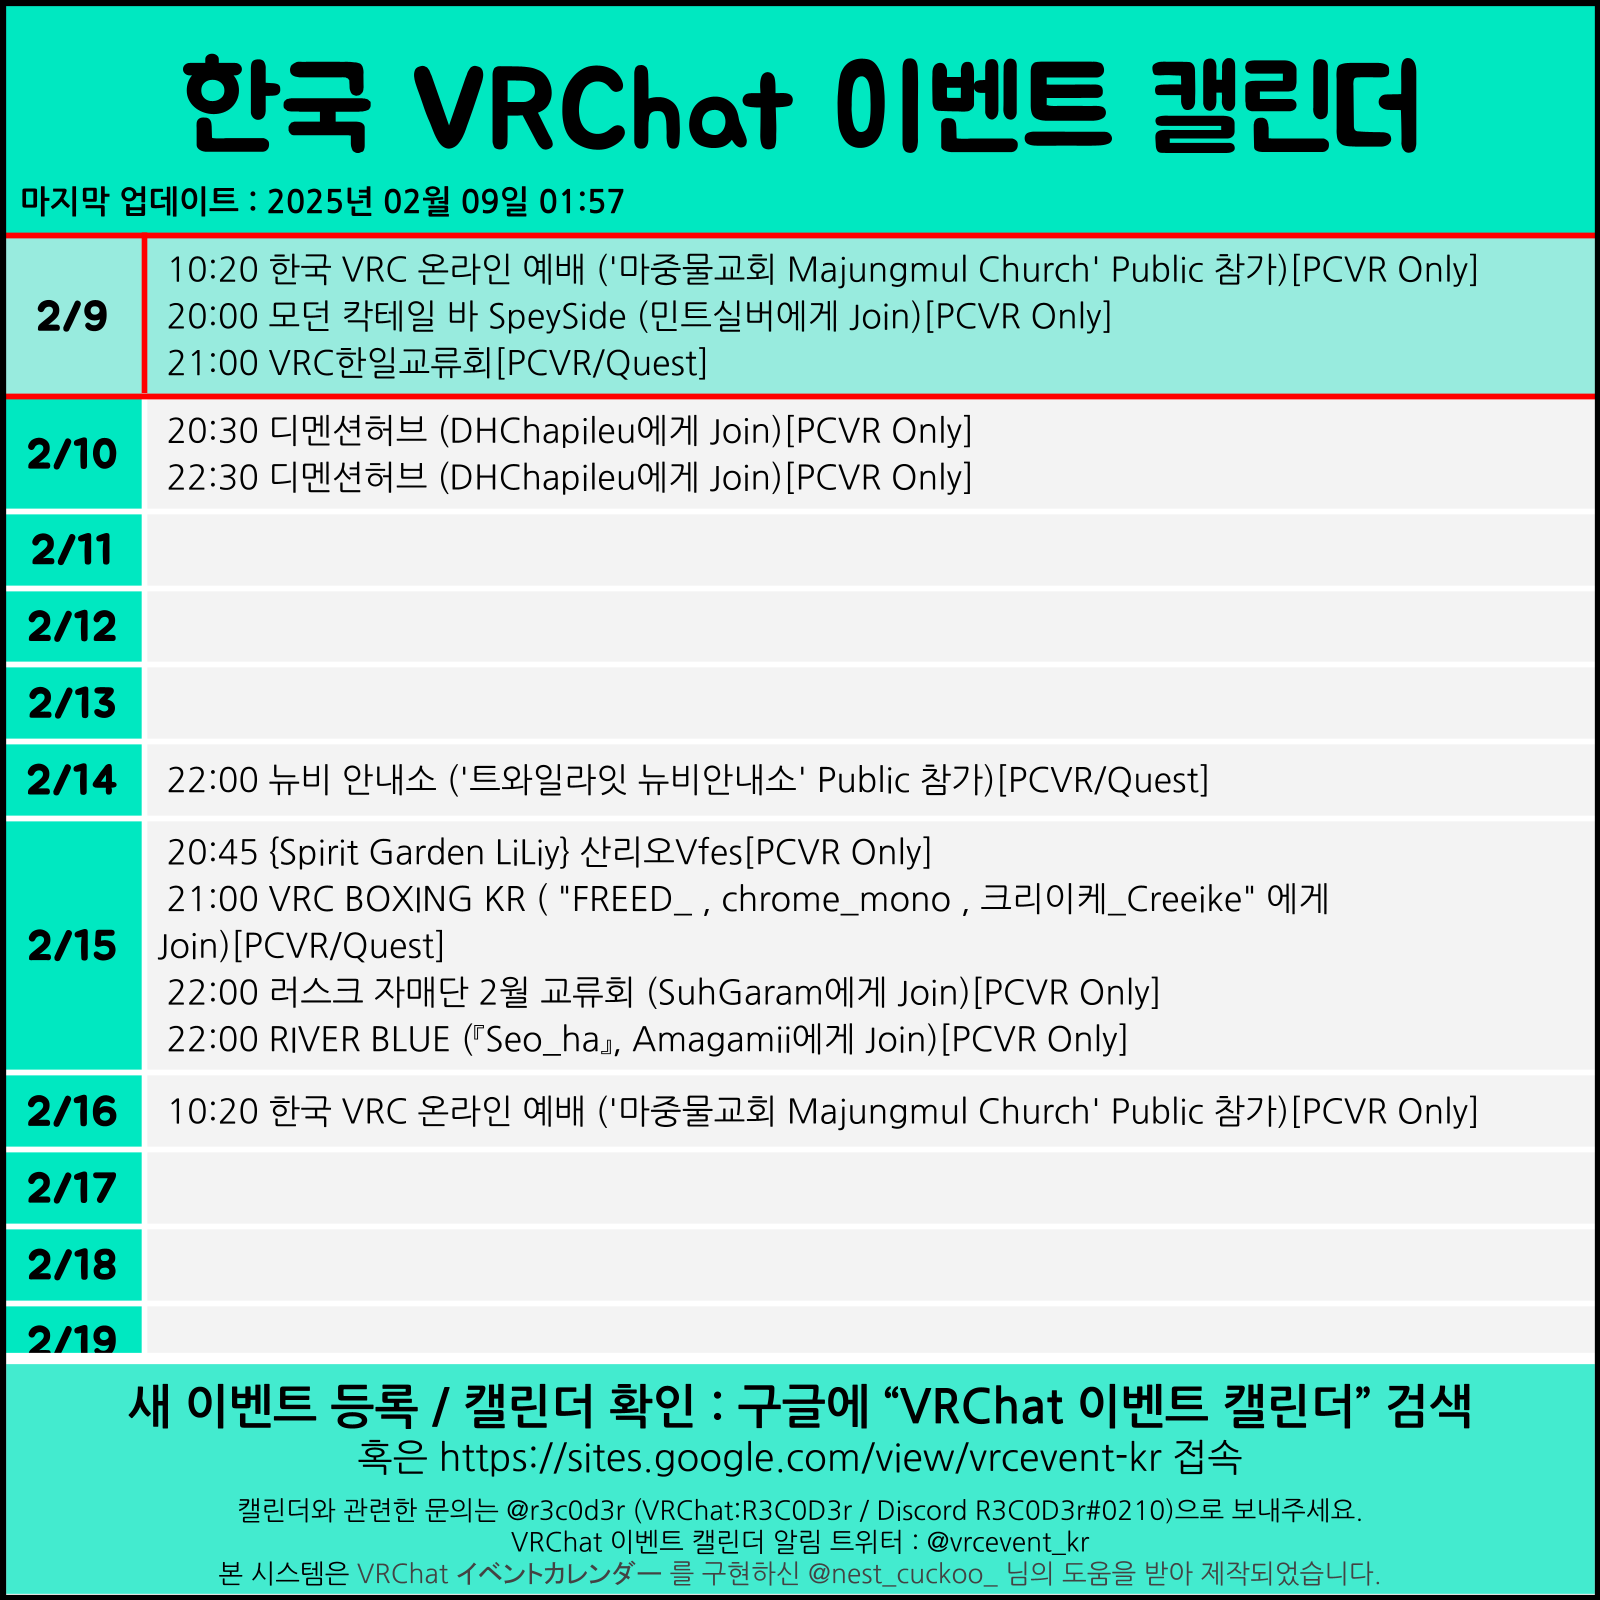 한국 VRChat 이벤트 캘린더
마지막 업데이트 : 2025년 02월 09일 01:57
2/9
10:20 한국 VRC 온라인 예배 ('마중물교회 Majungmul Church' Public 참가)[PCVR Only]
20:00 모던 칵테일 바 SpeySide (민트실버에게 Join)[PCVR Only]
21:00 VRC한일교류회[PCVR/Quest]
2/10
20:30 디멘션허브 (DHChapileu에게 Join)[PCVR Only]
22:30 디멘션허브 (DHChapileu에게 Join)[PCVR Only]
2/11
2/12
2/13
2/14
22:00 뉴비 안내소 ('트와일라잇 뉴비안내소' Public 참가)[PCVR/Quest]
2/15
20:45 {Spirit Garden LiLiy} 산리오Vfes[PCVR Only]
21:00 VRC BOXING KR ( "FREED_ , chrome_mono , 크리이케_Creeike" 에게
Join)[PCVR/Quest]
22:00 러스크 자매단 2월 교류회 (SuhGaram에게 Join)[PCVR Only]
22:00 RIVER BLUE (『Seo_ha』, Amagamii에게 Join)[PCVR Only]
2/16
10:20 한국 VRC 온라인 예배 ('마중물교회 Majungmul Church' Public 참가)[PCVR Only]
2/17
2/18
2/19
새 이벤트 등록 / 캘린더 확인 : 구글에 “VRChat 이벤트 캘린더” 검색
혹은 https://sites.google.com/view/vrcevent-kr 접속
캘린더와 관련한 문의는 @r3c0d3r (VRChat:R3C0D3r / Discord R3C0D3r#0210)으로 보내주세요.
VRChat 이벤트 캘린더 알림 트위터 : @vrcevent_kr
본 시스템은 VRChat イベントカレンダー 를 구현하신 @nest_cuckoo_ 님의 도움을 받아 제작되었습니다.